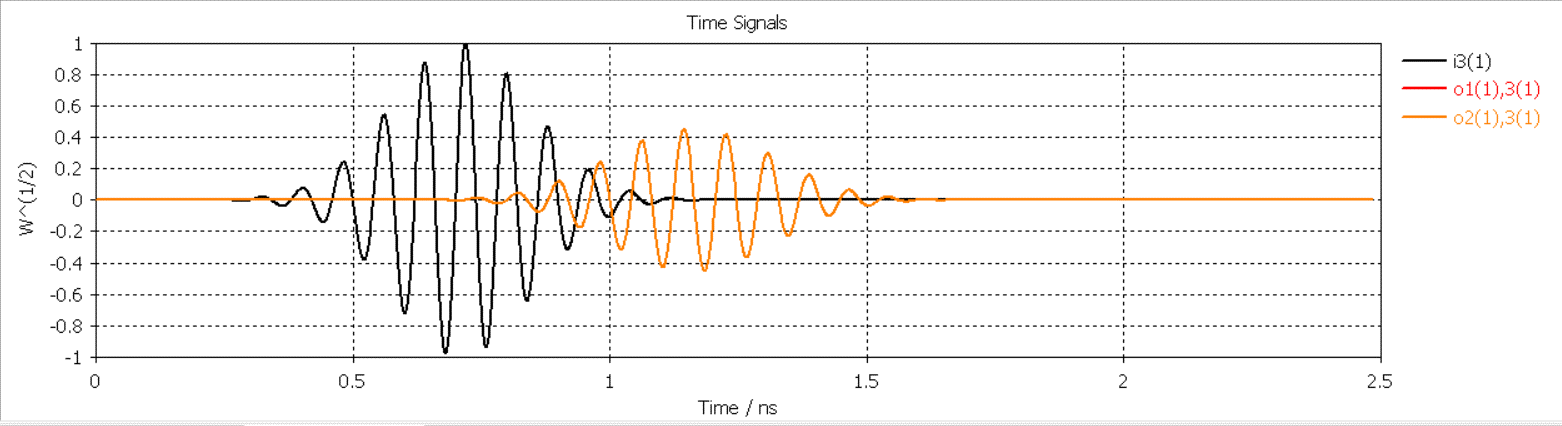 Time Signals
1
0.8
0.6
0.4
0.2
0
-0.2
-0.4
-0.6
-0.8
-1
W^(1/2)
0
0.5
1
1.5
2
2.5
Time / ns
i3(1)
o1(1),3(1)
o2(1),3(1)